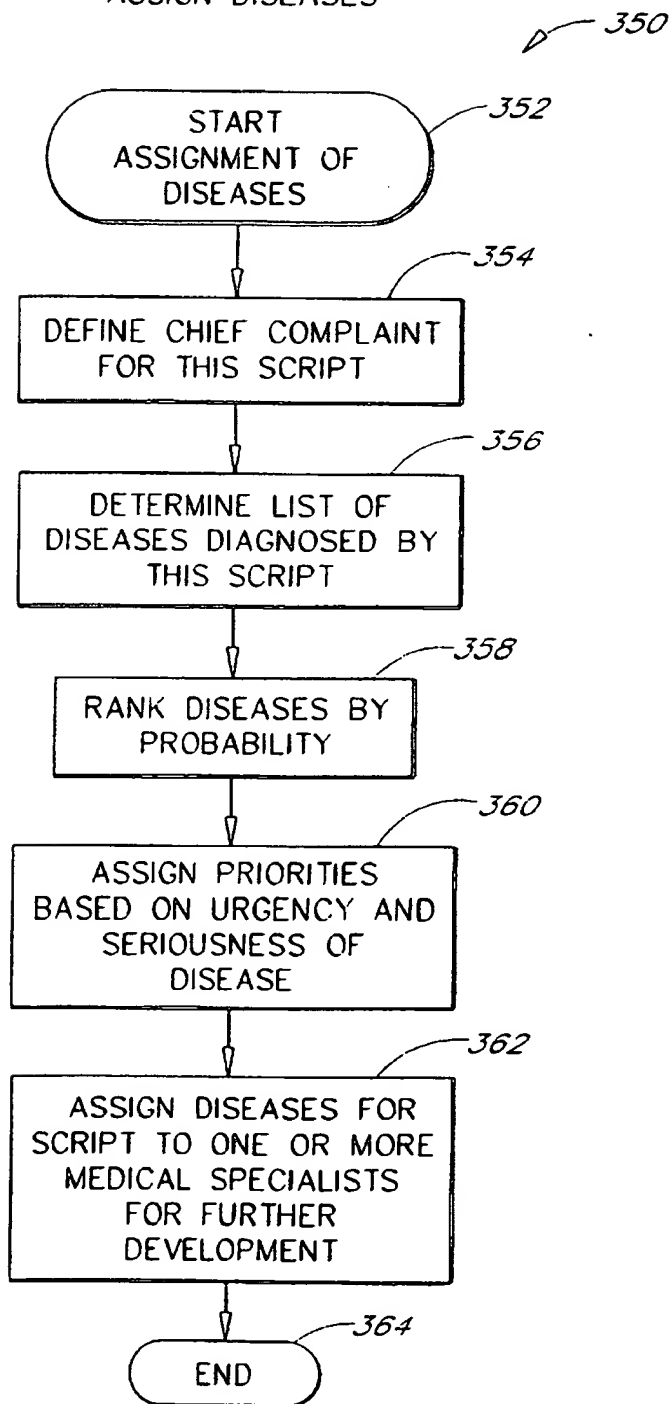 ASSIGN DISEASES
350
352
START
ASSIGNMENT OF
DISEASES
354
DEFINE CHIEF COMPLAINT
FOR THIS SCRIPT
356
DETERMINE LIST OF
DISEASES DIAGNOSED BY
THIS SCRIPT
358
RANK DISEASES BY
PROBABILITY
360
ASSIGN PRIORITIES
BASED ON URGENCY AND
SERIOUSNESS OF
DISEASE
362
ASSIGN DISEASES FOR
SCRIPT TO ONE OR MORE
MEDICAL SPECIALISTS
FOR FURTHER
DEVELOPMENT
364
END